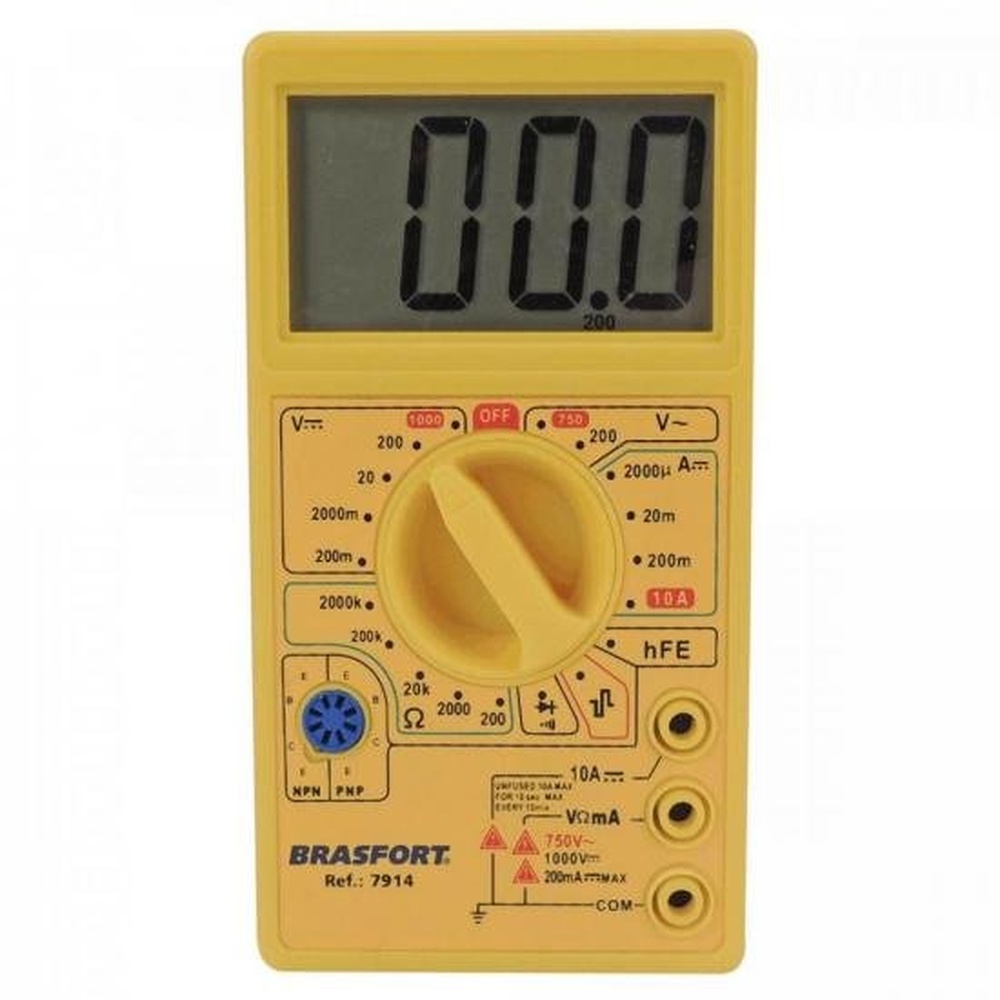 00.0
200
V⎓ 1000 OFF 750 V~
200 200
20 2000µ A⎓
2000m 20m
200m 200m
2000k 10A
200k hFE
20k 2000 200
Ω
E E
B B
C C
E E
NPN PNP
10A⎓
UNFUSED 10A MAX
FOR 10 sec MAX
EVERY 15min
VΩmA
750V~
1000V⎓
200mA⎓MAX
COM
BRASFORT
Ref.: 7914